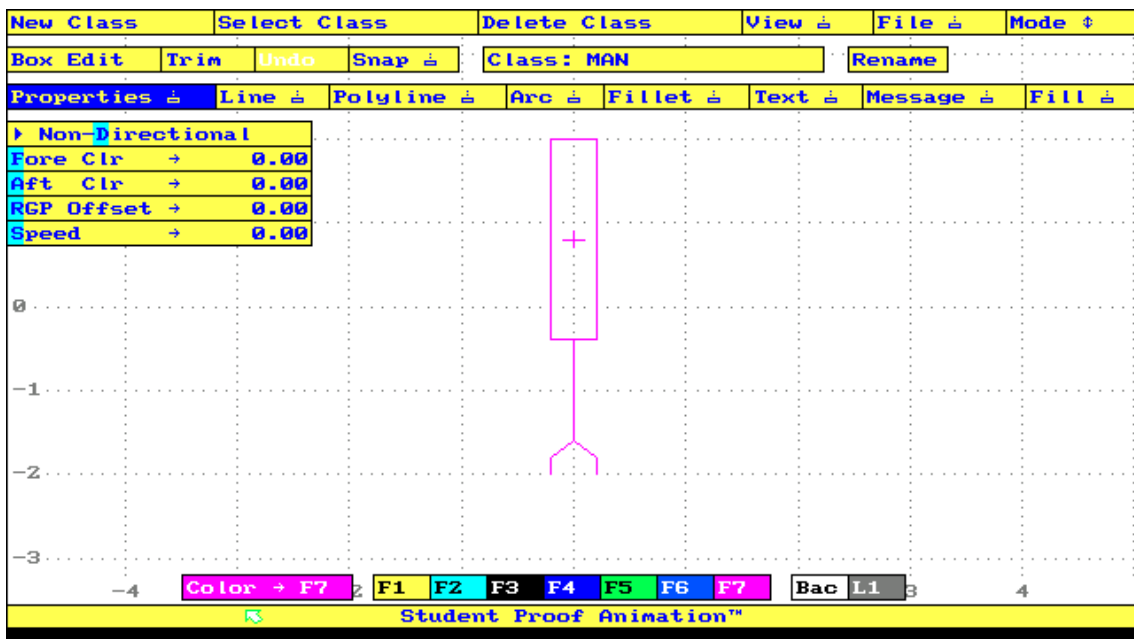 New Class Select Class Delete Class View File Mode
Box Edit Trim Undo Snap Class: MAN Rename
Properties Line Polyline Arc Fillet Text Message Fill
Non-Directional
Fore Clr → 0.00
Aft Clr → 0.00
RGP Offset → 0.00
Speed → 0.00
0
-1
-2
-3
-4 Color → F7 2 F1 F2 F3 F4 F5 F6 F7 Bac L1 3 4
Student Proof Animation™